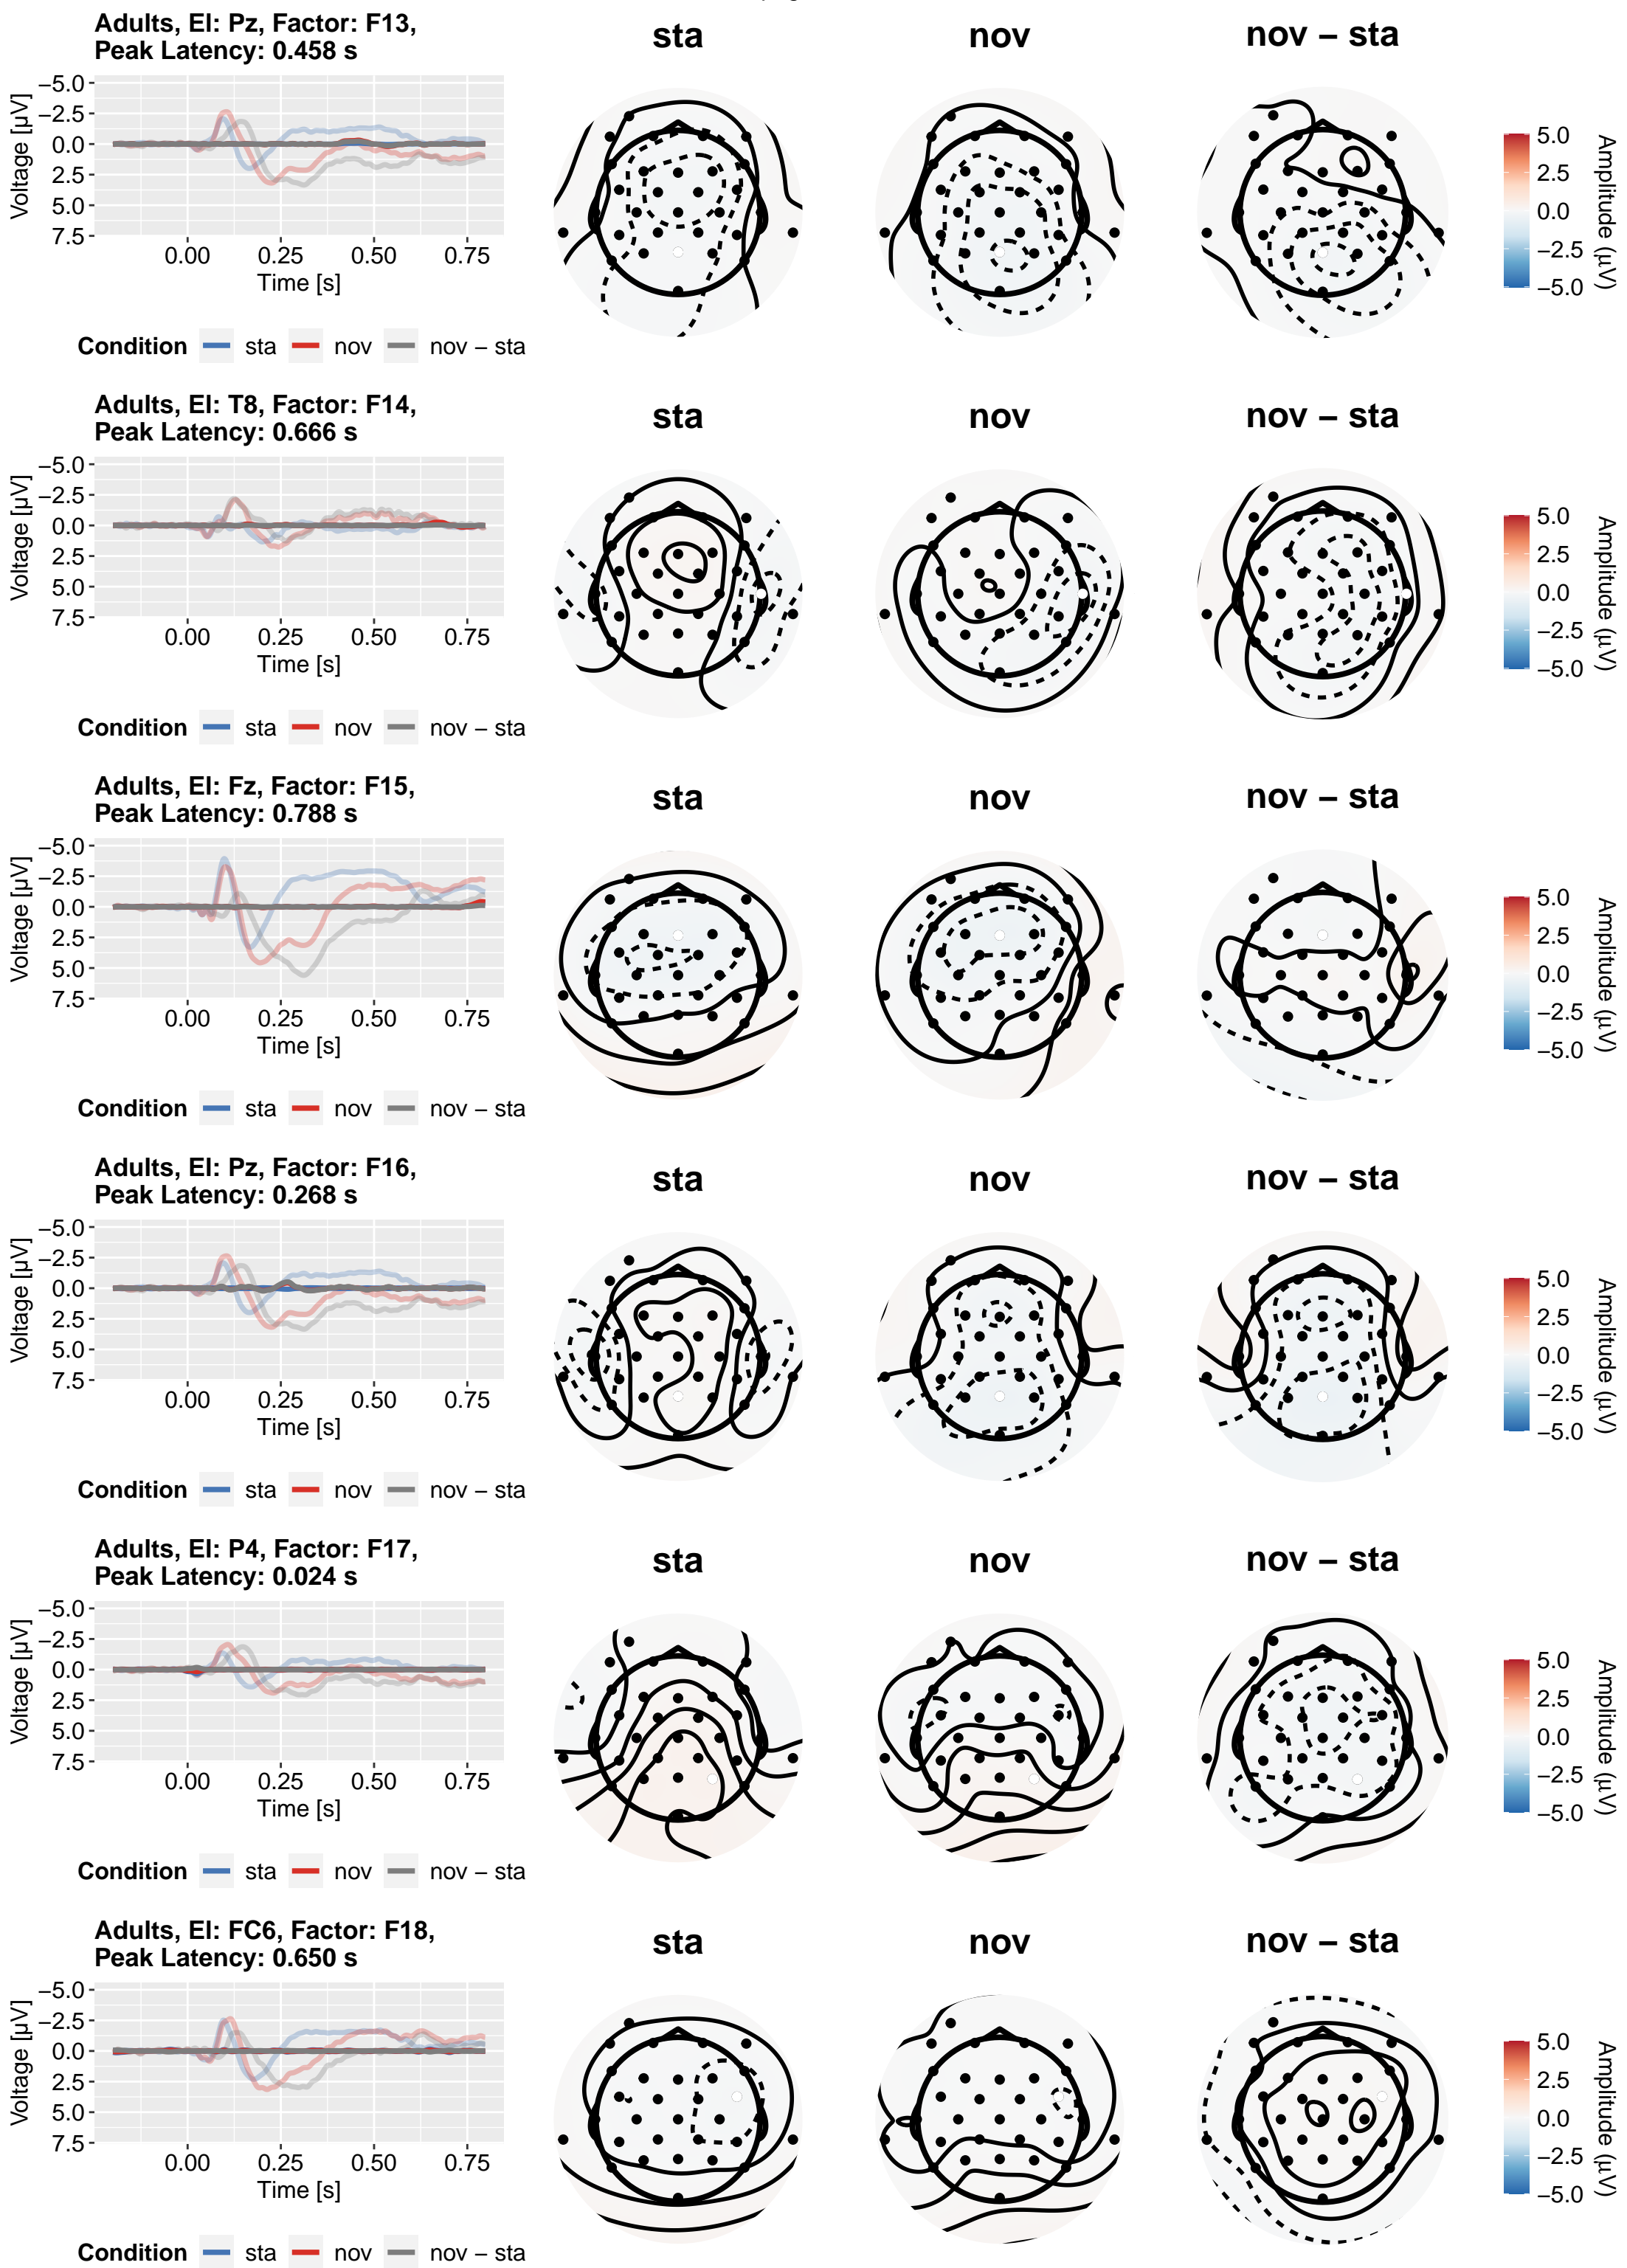 Adults, El: Pz, Factor: F13,
Peak Latency: 0.458 s
sta
nov
nov – sta
Voltage [µV]
−5.0
−2.5
0.0
2.5
5.0
7.5
0.00 0.25 0.50 0.75
Time [s]
Condition sta nov nov – sta
5.0
2.5
0.0
−2.5
−5.0
Amplitude (µV)
Adults, El: T8, Factor: F14,
Peak Latency: 0.666 s
sta
nov
nov – sta
Voltage [µV]
−5.0
−2.5
0.0
2.5
5.0
7.5
0.00 0.25 0.50 0.75
Time [s]
Condition sta nov nov – sta
5.0
2.5
0.0
−2.5
−5.0
Amplitude (µV)
Adults, El: Fz, Factor: F15,
Peak Latency: 0.788 s
sta
nov
nov – sta
Voltage [µV]
−5.0
−2.5
0.0
2.5
5.0
7.5
0.00 0.25 0.50 0.75
Time [s]
Condition sta nov nov – sta
5.0
2.5
0.0
−2.5
−5.0
Amplitude (µV)
Adults, El: Pz, Factor: F16,
Peak Latency: 0.268 s
sta
nov
nov – sta
Voltage [µV]
−5.0
−2.5
0.0
2.5
5.0
7.5
0.00 0.25 0.50 0.75
Time [s]
Condition sta nov nov – sta
5.0
2.5
0.0
−2.5
−5.0
Amplitude (µV)
Adults, El: P4, Factor: F17,
Peak Latency: 0.024 s
sta
nov
nov – sta
Voltage [µV]
−5.0
−2.5
0.0
2.5
5.0
7.5
0.00 0.25 0.50 0.75
Time [s]
Condition sta nov nov – sta
5.0
2.5
0.0
−2.5
−5.0
Amplitude (µV)
Adults, El: FC6, Factor: F18,
Peak Latency: 0.650 s
sta
nov
nov – sta
Voltage [µV]
−5.0
−2.5
0.0
2.5
5.0
7.5
0.00 0.25 0.50 0.75
Time [s]
Condition sta nov nov – sta
5.0
2.5
0.0
−2.5
−5.0
Amplitude (µV)